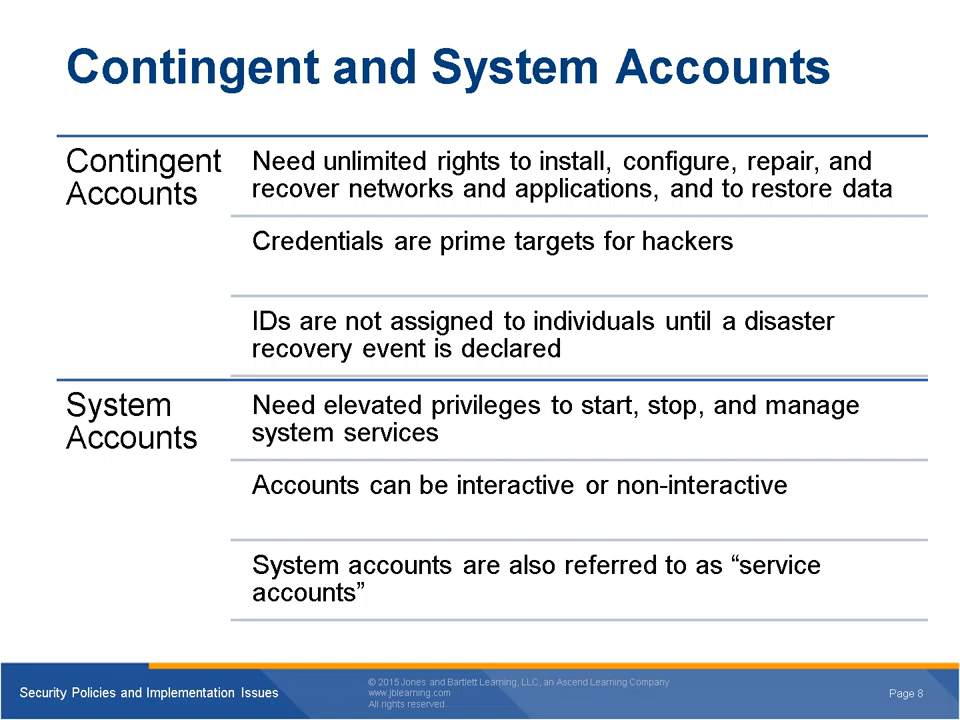 Contingent and System Accounts
Contingent
Accounts
Need unlimited rights to install, configure, repair, and
recover networks and applications, and to restore data
Credentials are prime targets for hackers
IDs are not assigned to individuals until a disaster
recovery event is declared
System
Accounts
Need elevated privileges to start, stop, and manage
system services
Accounts can be interactive or non-interactive
System accounts are also referred to as “service
accounts”
Security Policies and Implementation Issues
© 2015 Jones and Bartlett Learning, LLC, an Ascend Learning Company
www.jblearning.com
All rights reserved.
Page 8